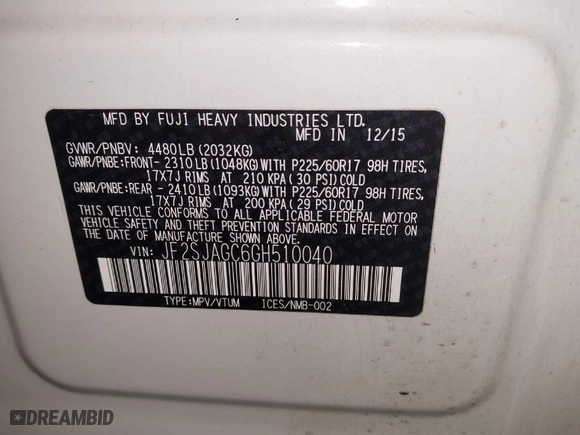 MFD BY FUJI HEAVY INDUSTRIES LTD.
MFD IN 12/15
GVWR/PNBV: 4480LB (2032KG)
GAWR/PNBE:FRONT- 2310LB(1048KG)WITH P225/60R17 98H TIRES,
17X7J RIMS AT 210 KPA(30 PSI)COLD
GAWR/PNBE:REAR - 2410LB(1093KG)WITH P225/60R17 98H TIRES,
17X7J RIMS AT 200 KPA(29 PSI)COLD
THIS VEHICLE CONFORMS TO ALL APPLICABLE FEDERAL MOTOR
VEHICLE SAFETY AND THEFT PREVENTION STANDARDS IN EFFECT ON
THE DATE OF MANUFACTURE SHOWN ABOVE.
VIN: JF2SJAGC6GH510040
TYPE:MPV/VTUM ICES/NMB-002
DREAMBID